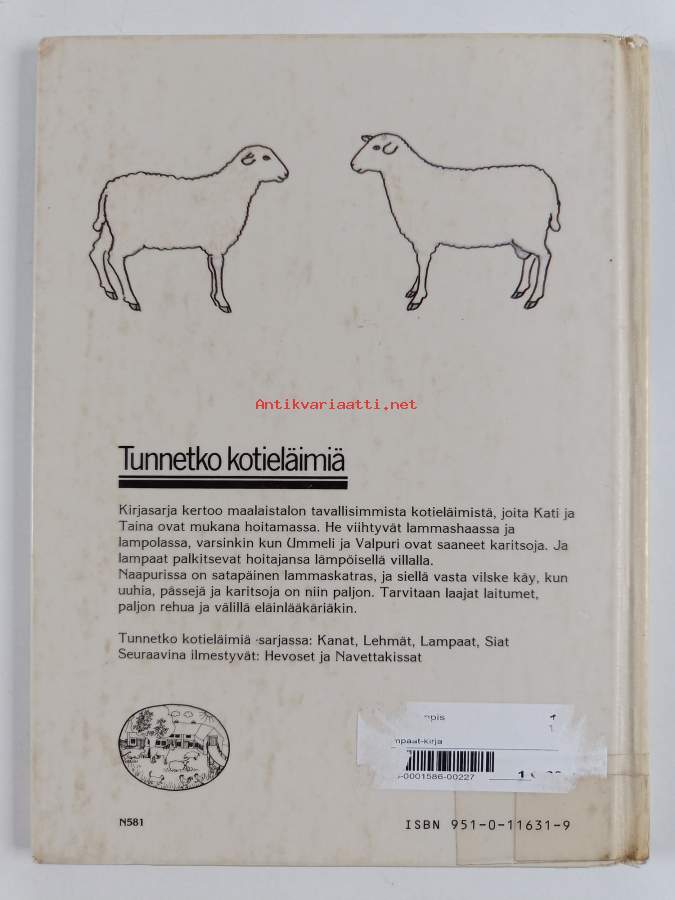 Antikvariaatti.net
Tunnetko kotieläimiä
Kirjasarja kertoo maalaistalon tavallisimmista kotieläimistä, joita Kati ja
Taina ovat mukana hoitamassa. He viihtyvät lammashaassa ja
lampolassa, varsinkin kun Ummeli ja Valpuri ovat saaneet karitsoja. Ja
lampaat palkitsevat hoitajansa lämpöisellä villalla.
Naapurissa on satapäinen lammaskatras, ja siellä vasta vilske käy, kun
uuhia, pässejä ja karitsoja on niin paljon. Tarvitaan laajat laitumet,
paljon rehua ja välillä eläinlääkäriäkin.
Tunnetko kotieläimiä -sarjassa: Kanat, Lehmät, Lampaat, Siat
Seuraavina ilmestyvät: Hevoset ja Navettakissat
mpaat-kirja
-0001586-00227
N581
ISBN 951-0-11631-9